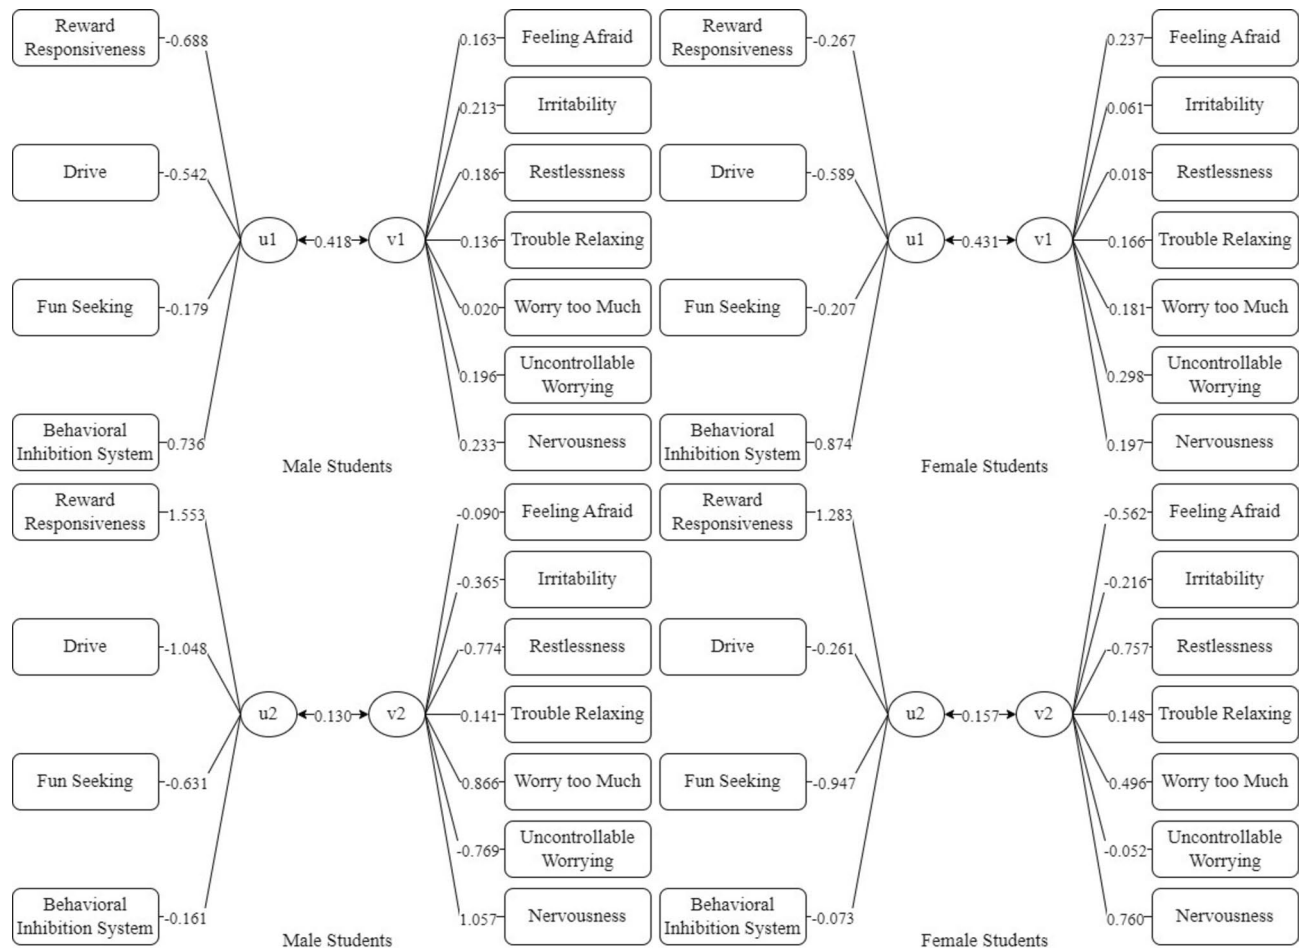 Reward
Responsiveness
-0.688
Drive
-0.542
Fun Seeking
-0.179
Behavioral
Inhibition System
0.736
u1
0.418
v1
0.163
Feeling Afraid
0.213
Irritability
0.186
Restlessness
0.136
Trouble Relaxing
0.020
Worry too Much
0.196
Uncontrollable
Worrying
0.233
Nervousness
Male Students
Reward
Responsiveness
-0.267
Drive
-0.589
Fun Seeking
-0.207
Behavioral
Inhibition System
0.874
u1
0.431
v1
0.237
Feeling Afraid
0.061
Irritability
0.018
Restlessness
0.166
Trouble Relaxing
0.181
Worry too Much
0.298
Uncontrollable
Worrying
0.197
Nervousness
Female Students
Reward
Responsiveness
1.553
Drive
-1.048
Fun Seeking
-0.631
Behavioral
Inhibition System
-0.161
u2
0.130
v2
-0.090
Feeling Afraid
-0.365
Irritability
-0.774
Restlessness
0.141
Trouble Relaxing
0.866
Worry too Much
-0.769
Uncontrollable
Worrying
1.057
Nervousness
Male Students
Reward
Responsiveness
1.283
Drive
-0.261
Fun Seeking
-0.947
Behavioral
Inhibition System
-0.073
u2
0.157
v2
-0.562
Feeling Afraid
-0.216
Irritability
-0.757
Restlessness
0.148
Trouble Relaxing
0.496
Worry too Much
-0.052
Uncontrollable
Worrying
0.760
Nervousness
Female Students